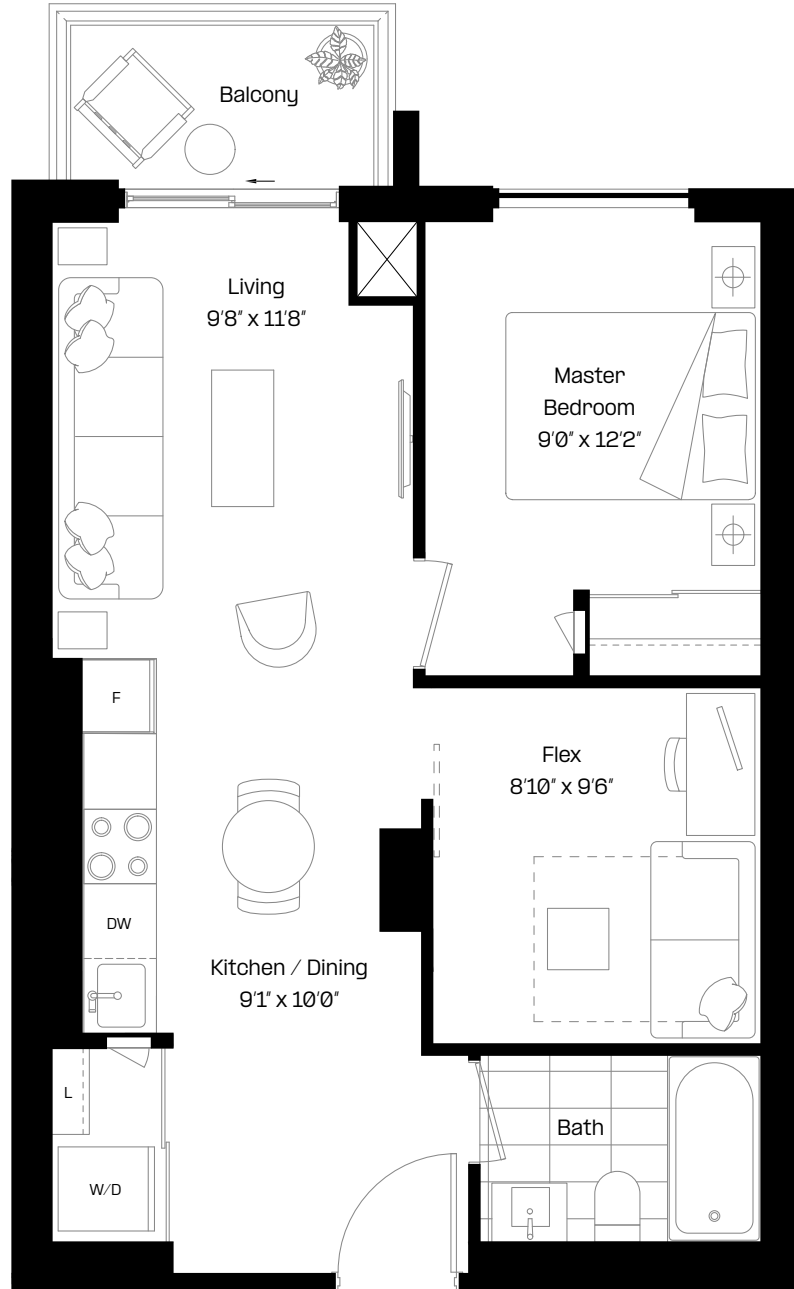 Balcony
Living
9'8" x 11'8"
Master
Bedroom
9'0" x 12'2"
F
Flex
8'10" x 9'6"
DW
Kitchen / Dining
9'1" x 10'0"
L
Bath
W/D